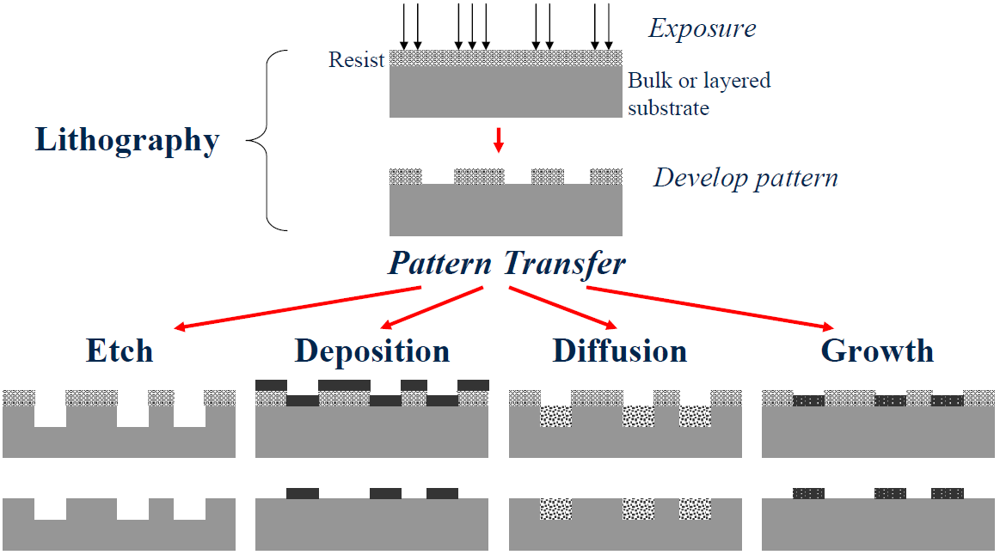 Exposure
Resist
Bulk or layered
substrate
Lithography
Develop pattern
Pattern Transfer
Etch
Deposition
Diffusion
Growth